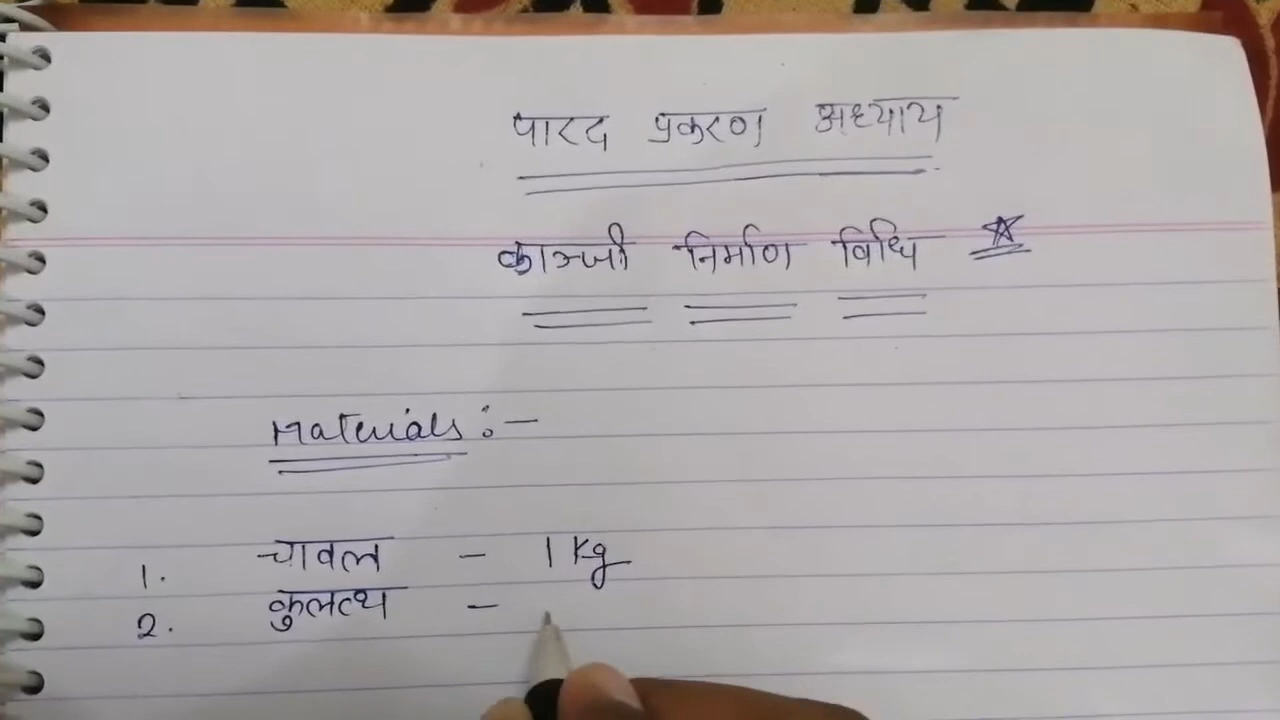 पारद प्रकरण अध्याय
काञ्जी निर्माण विधि
Materials :-
1. चावल - 1 Kg
2. कुलत्थ -